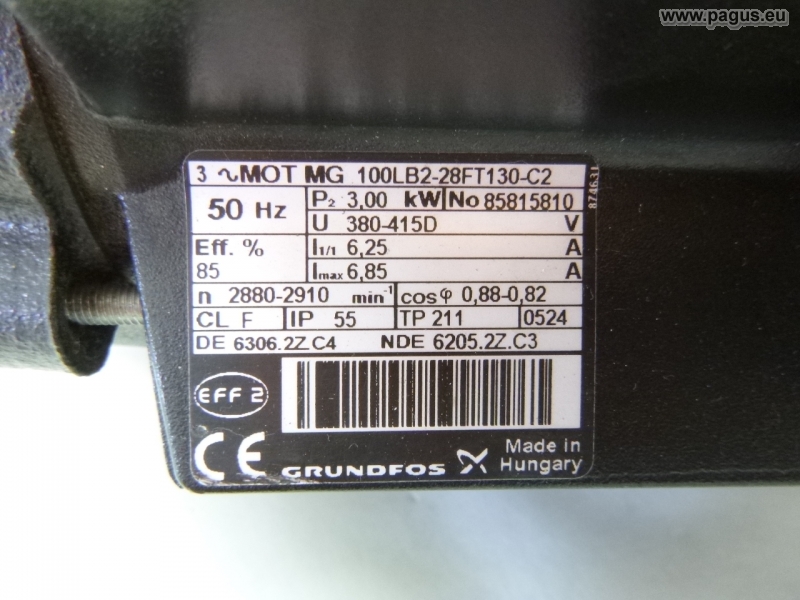 www.pagus.eu
3 ~MOT MG 100LB2-28FT130-C2
50 Hz P2 3,00 kW No 85815810
U 380-415D V
Eff. % I1/1 6,25 A
85 Imax 6,85 A
n 2880-2910 min-1 cosφ 0,88-0,82
CL F IP 55 TP 211 0524
DE 6306.2Z.C4 NDE 6205.2Z.C3
874631
EFF 2
CE GRUNDFOS Made in
Hungary